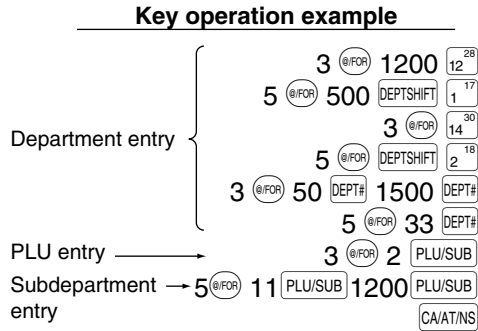 Key operation example
3 @/FOR 1200 12 28
5 @/FOR 500 DEPTSHIFT 1 17
3 @/FOR 14 30
Department entry
5 @/FOR DEPTSHIFT 2 18
3 @/FOR 50 DEPT# 1500 DEPT#
5 @/FOR 33 DEPT#
PLU entry 3 @/FOR 2 PLU/SUB
Subdepartment 5 @/FOR 11 PLU/SUB 1200 PLU/SUB
entry CA/AT/NS